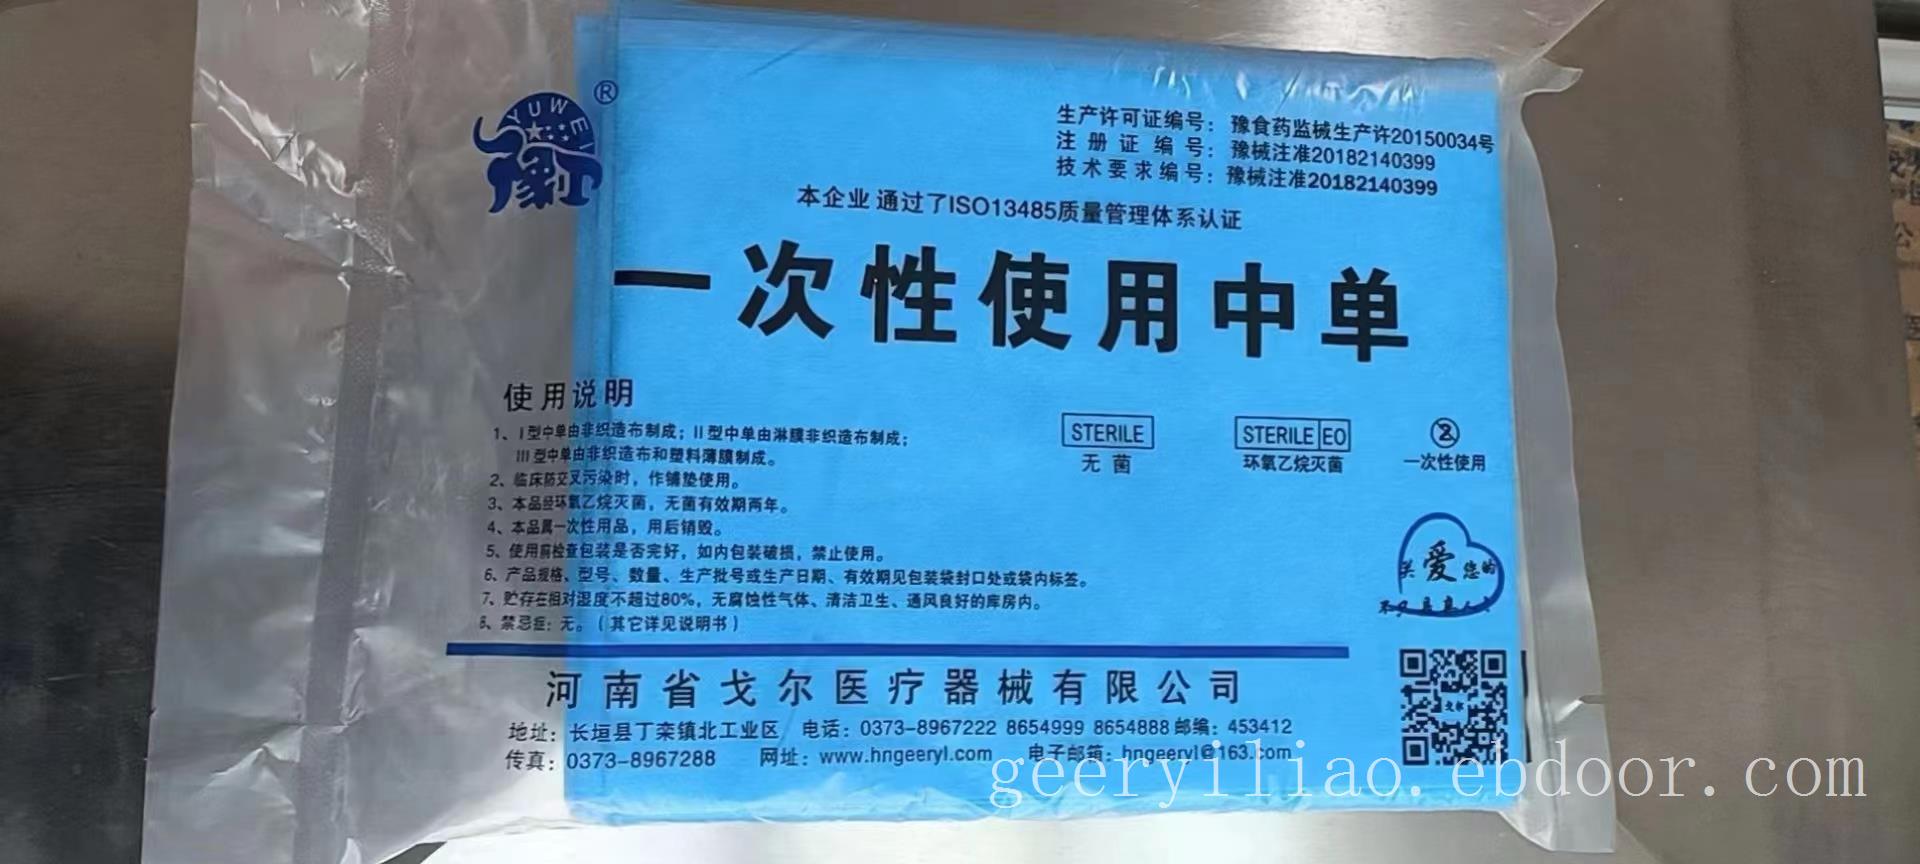 YUWEI
豫卫
®
生产许可证编号：豫食药监械生产许20150034号
注册证编号：豫械注准20182140399
技术要求编号：豫械注准20182140399
本企业通过了ISO13485质量管理体系认证
一次性使用中单
使用说明
1、I型中单由非织造布制成；II型中单由淋膜非织造布制成；
III型中单由非织造布和塑料薄膜制成。
2、临床防交叉污染时，作铺垫使用。
3、本品经环氧乙烷灭菌，无菌有效期两年。
4、本品属一次性用品，用后销毁。
5、使用前检查包装是否完好，如内包装破损，禁止使用。
6、产品规格、型号、数量、生产批号或生产日期、有效期见包装袋封口处或袋内标签。
7、贮存在相对湿度不超过80%，无腐蚀性气体、清洁卫生、通风良好的库房内。
8、禁忌症：无。（其它详见说明书）
STERILE
无菌
STERILE EO
环氧乙烷灭菌
2
一次性使用
关爱您的
河南省戈尔医疗器械有限公司
地址：长垣县丁栾镇北工业区 电话：0373-8967222 8654999 8654888 邮编：453412
传真：0373-8967288 网址：www.hngeeryl.com 电子邮箱：hngeeryl@163.com
戈尔
geeryiliao.ebdoor.com